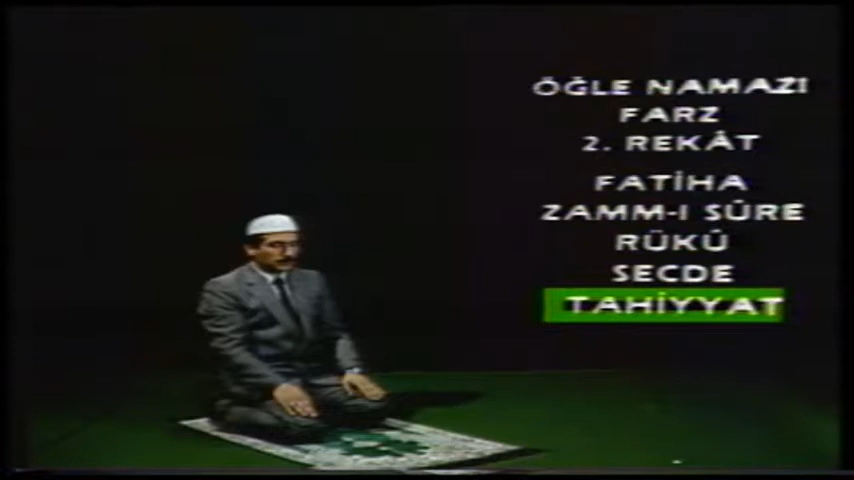 ÖĞLE NAMAZI
FARZ
2. REKÂT
FATİHA
ZAMM-I SÛRE
RÜKÛ
SECDE
TAHİYYAT